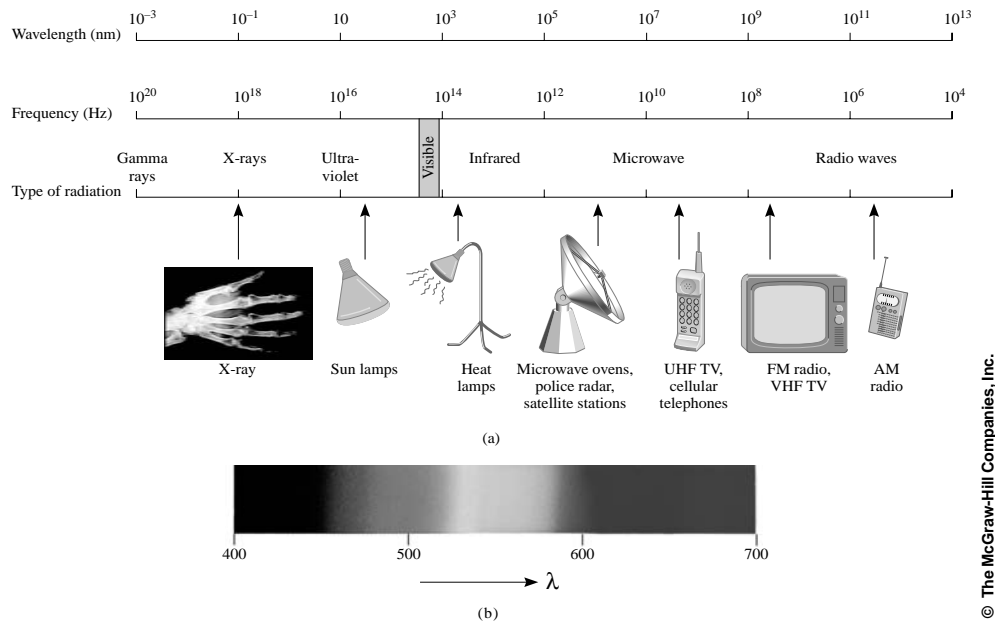 10⁻³ 10⁻¹ 10 10³ 10⁵ 10⁷ 10⁹ 10¹¹ 10¹³
Wavelength (nm)
10²⁰ 10¹⁸ 10¹⁶ 10¹⁴ 10¹² 10¹⁰ 10⁸ 10⁶ 10⁴
Frequency (Hz)
Gamma
rays
X-rays
Ultra-
violet
Visible
Infrared
Microwave
Radio waves
Type of radiation
X-ray
Sun lamps
Heat
lamps
Microwave ovens,
police radar,
satellite stations
UHF TV,
cellular
telephones
FM radio,
VHF TV
AM
radio
(a)
400 500 600 700
λ
(b)
© The McGraw-Hill Companies, Inc.